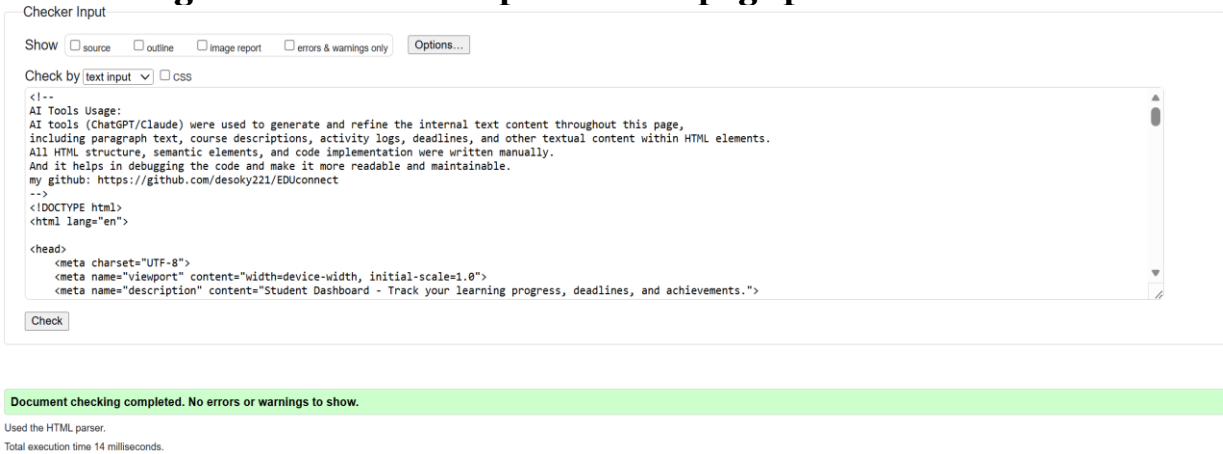 Checker Input
Show source outline image report errors & warnings only Options...
Check by text input css
<!--
AI Tools Usage:
AI tools (ChatGPT/Claude) were used to generate and refine the internal text content throughout this page,
including paragraph text, course descriptions, activity logs, deadlines, and other textual content within HTML elements.
All HTML structure, semantic elements, and code implementation were written manually.
And it helps in debugging the code and make it more readable and maintainable.
my github: https://github.com/desoky221/EDUconnect
-->
<!DOCTYPE html>
<html lang="en">
<head>
<meta charset="UTF-8">
<meta name="viewport" content="width=device-width, initial-scale=1.0">
<meta name="description" content="Student Dashboard - Track your learning progress, deadlines, and achievements.">
Check
Document checking completed. No errors or warnings to show.
Used the HTML parser.
Total execution time 14 milliseconds.